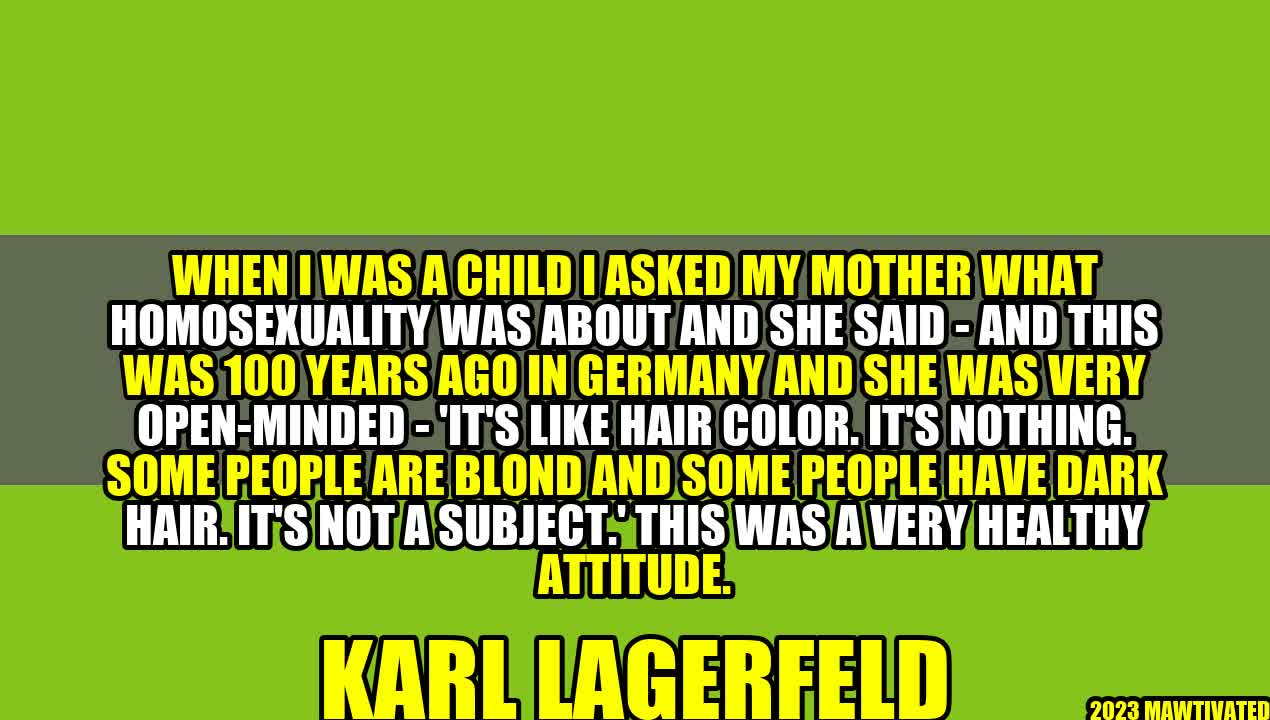 WHEN I WAS A CHILD I ASKED MY MOTHER WHAT
HOMOSEXUALITY WAS ABOUT AND SHE SAID - AND THIS
WAS 100 YEARS AGO IN GERMANY AND SHE WAS VERY
OPEN-MINDED - 'IT'S LIKE HAIR COLOR. IT'S NOTHING.
SOME PEOPLE ARE BLOND AND SOME PEOPLE HAVE DARK
HAIR. IT'S NOT A SUBJECT.' THIS WAS A VERY HEALTHY
ATTITUDE.
KARL LAGERFELD
2023 MAWTIVATED